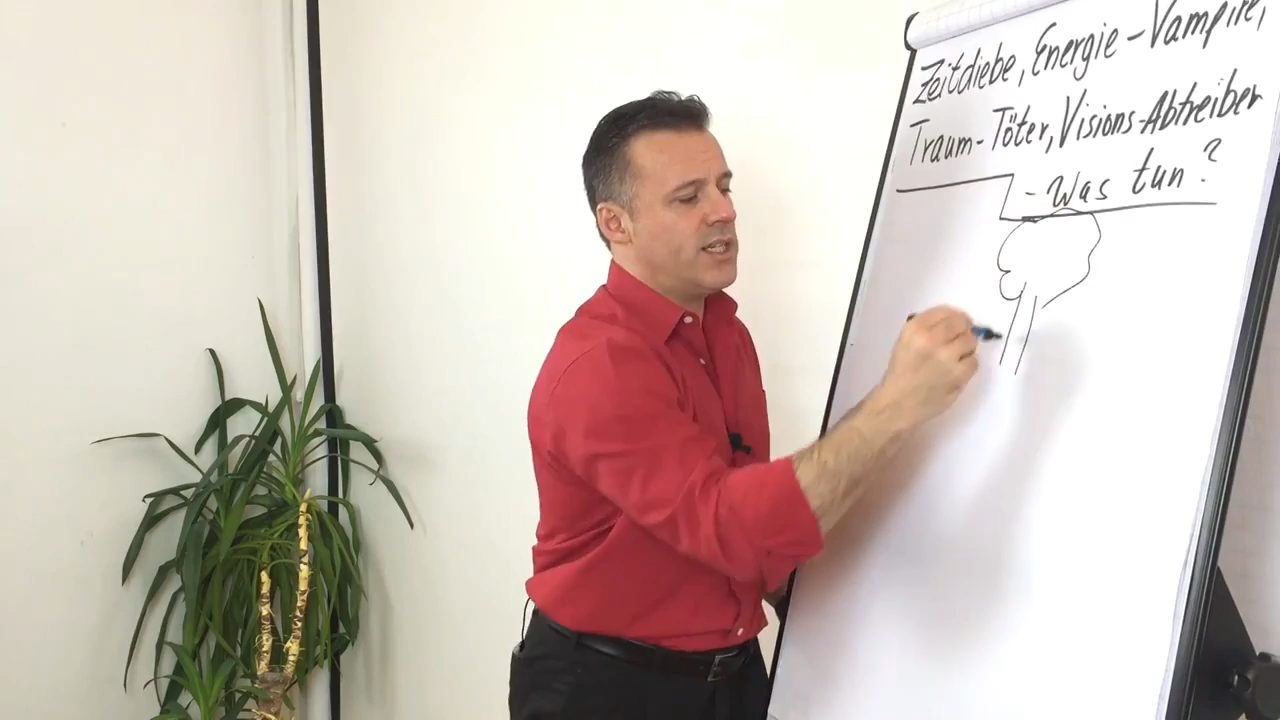 Zeitdiebe, Energie-Vampire,
Traum-Töter, Visions-Abtreiber
- Was tun?